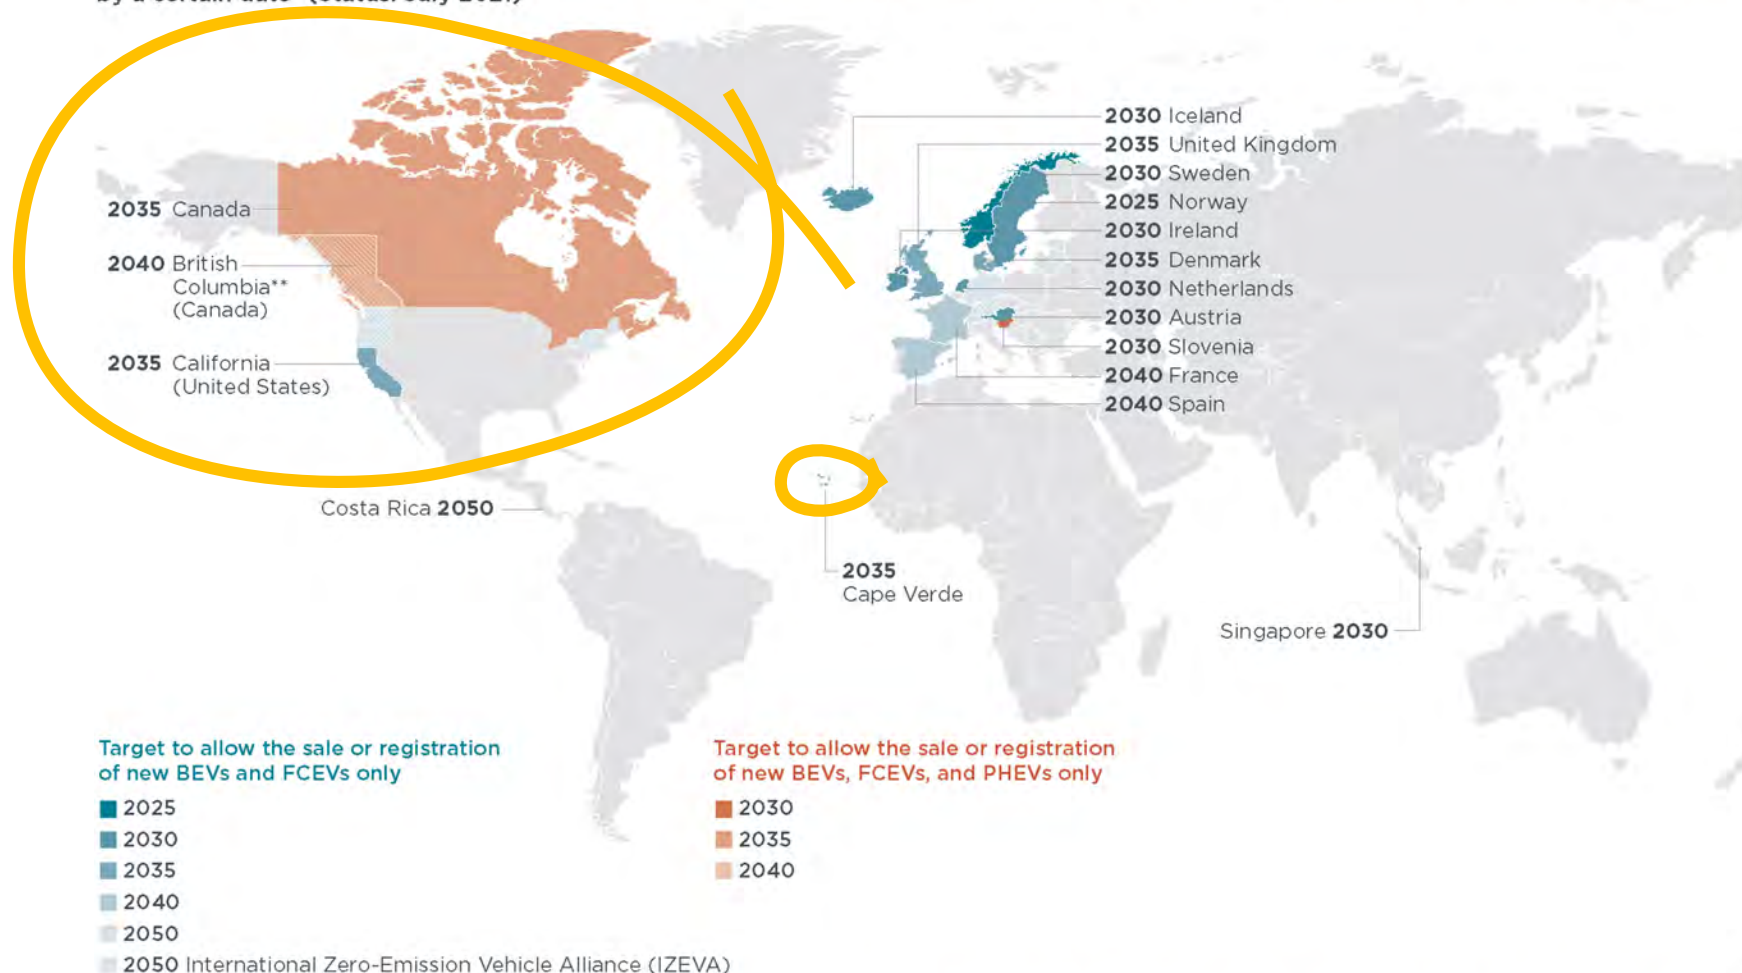 2035 Canada
2040 British
Columbia**
(Canada)
2035 California
(United States)
Costa Rica 2050
2030 Iceland
2035 United Kingdom
2030 Sweden
2025 Norway
2030 Ireland
2035 Denmark
2030 Netherlands
2030 Austria
2030 Slovenia
2040 France
2040 Spain
2035
Cape Verde
Singapore 2030
Target to allow the sale or registration
of new BEVs and FCEVs only
2025
2030
2035
2040
2050
2050 International Zero-Emission Vehicle Alliance (IZEVA)
Target to allow the sale or registration
of new BEVs, FCEVs, and PHEVs only
2030
2035
2040